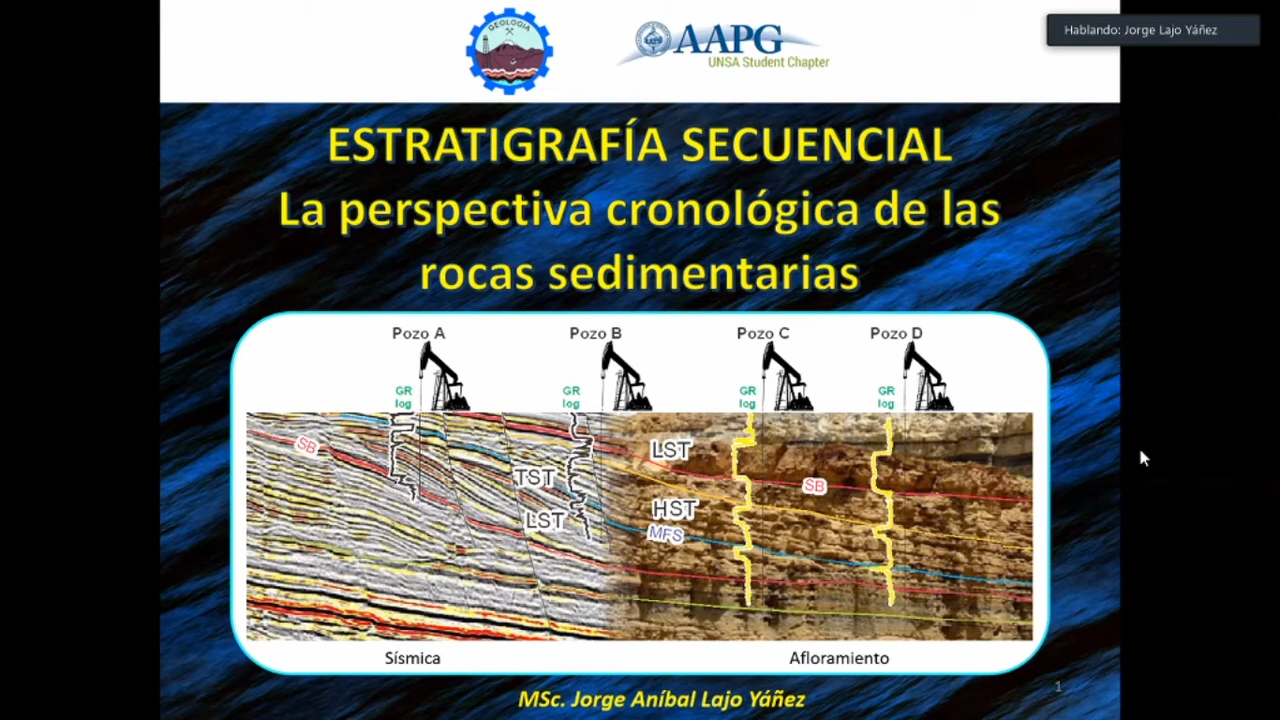 GEOLOGIA
AAPG
UNSA Student Chapter
Hablando: Jorge Lajo Yáñez
ESTRATIGRAFÍA SECUENCIAL
La perspectiva cronológica de las
rocas sedimentarias
Pozo A
Pozo B
Pozo C
Pozo D
GR
log
GR
log
GR
log
GR
log
SB
TST
LST
LST
SB
HST
MFS
Sísmica
Afloramiento
MSc. Jorge Aníbal Lajo Yáñez
1